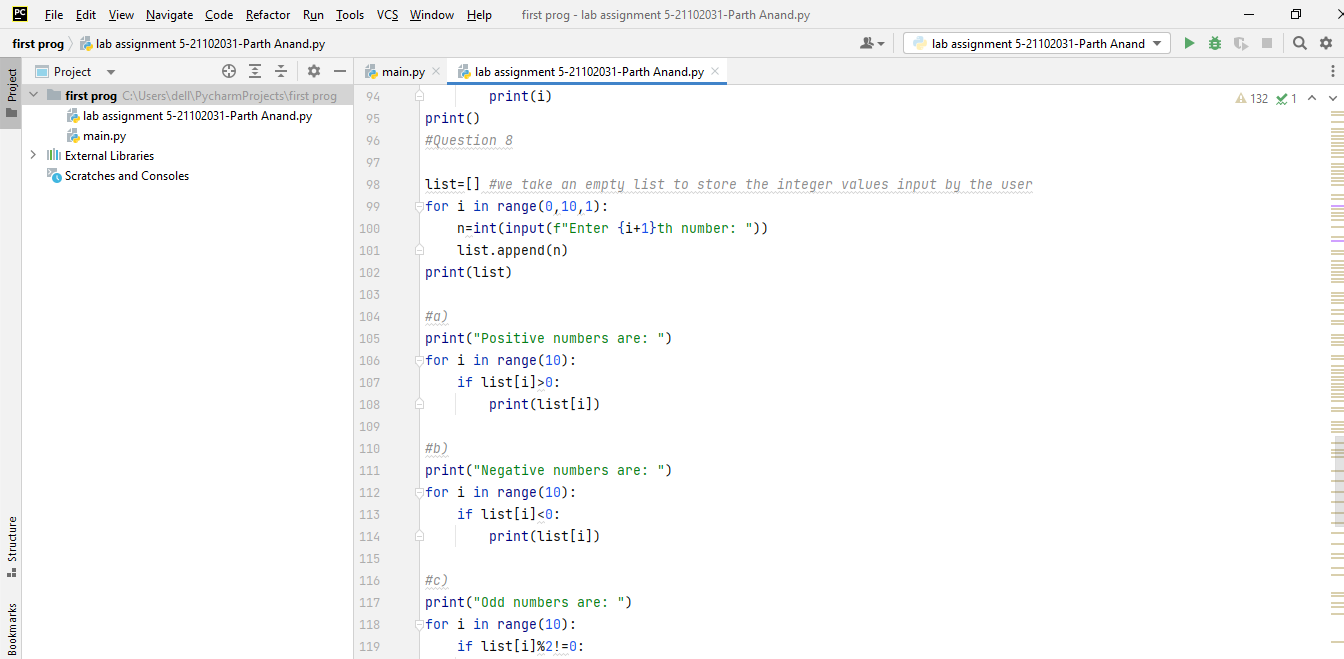 PC File Edit View Navigate Code Refactor Run Tools VCS Window Help first prog - lab assignment 5-21102031-Parth Anand.py
first prog lab assignment 5-21102031-Parth Anand.py lab assignment 5-21102031-Parth Anand
Project
Project
first prog C:\Users\dell\PycharmProjects\first prog
lab assignment 5-21102031-Parth Anand.py
main.py
External Libraries
Scratches and Consoles
Structure
Bookmarks
main.py lab assignment 5-21102031-Parth Anand.py
132 1
94 print(i)
95 print()
96 #Question 8
97
98 list=[] #we take an empty list to store the integer values input by the user
99 for i in range(0,10,1):
100 n=int(input(f"Enter {i+1}th number: "))
101 list.append(n)
102 print(list)
103
104 #a)
105 print("Positive numbers are: ")
106 for i in range(10):
107 if list[i]>0:
108 print(list[i])
109
110 #b)
111 print("Negative numbers are: ")
112 for i in range(10):
113 if list[i]<0:
114 print(list[i])
115
116 #c)
117 print("Odd numbers are: ")
118 for i in range(10):
119 if list[i]%2!=0: